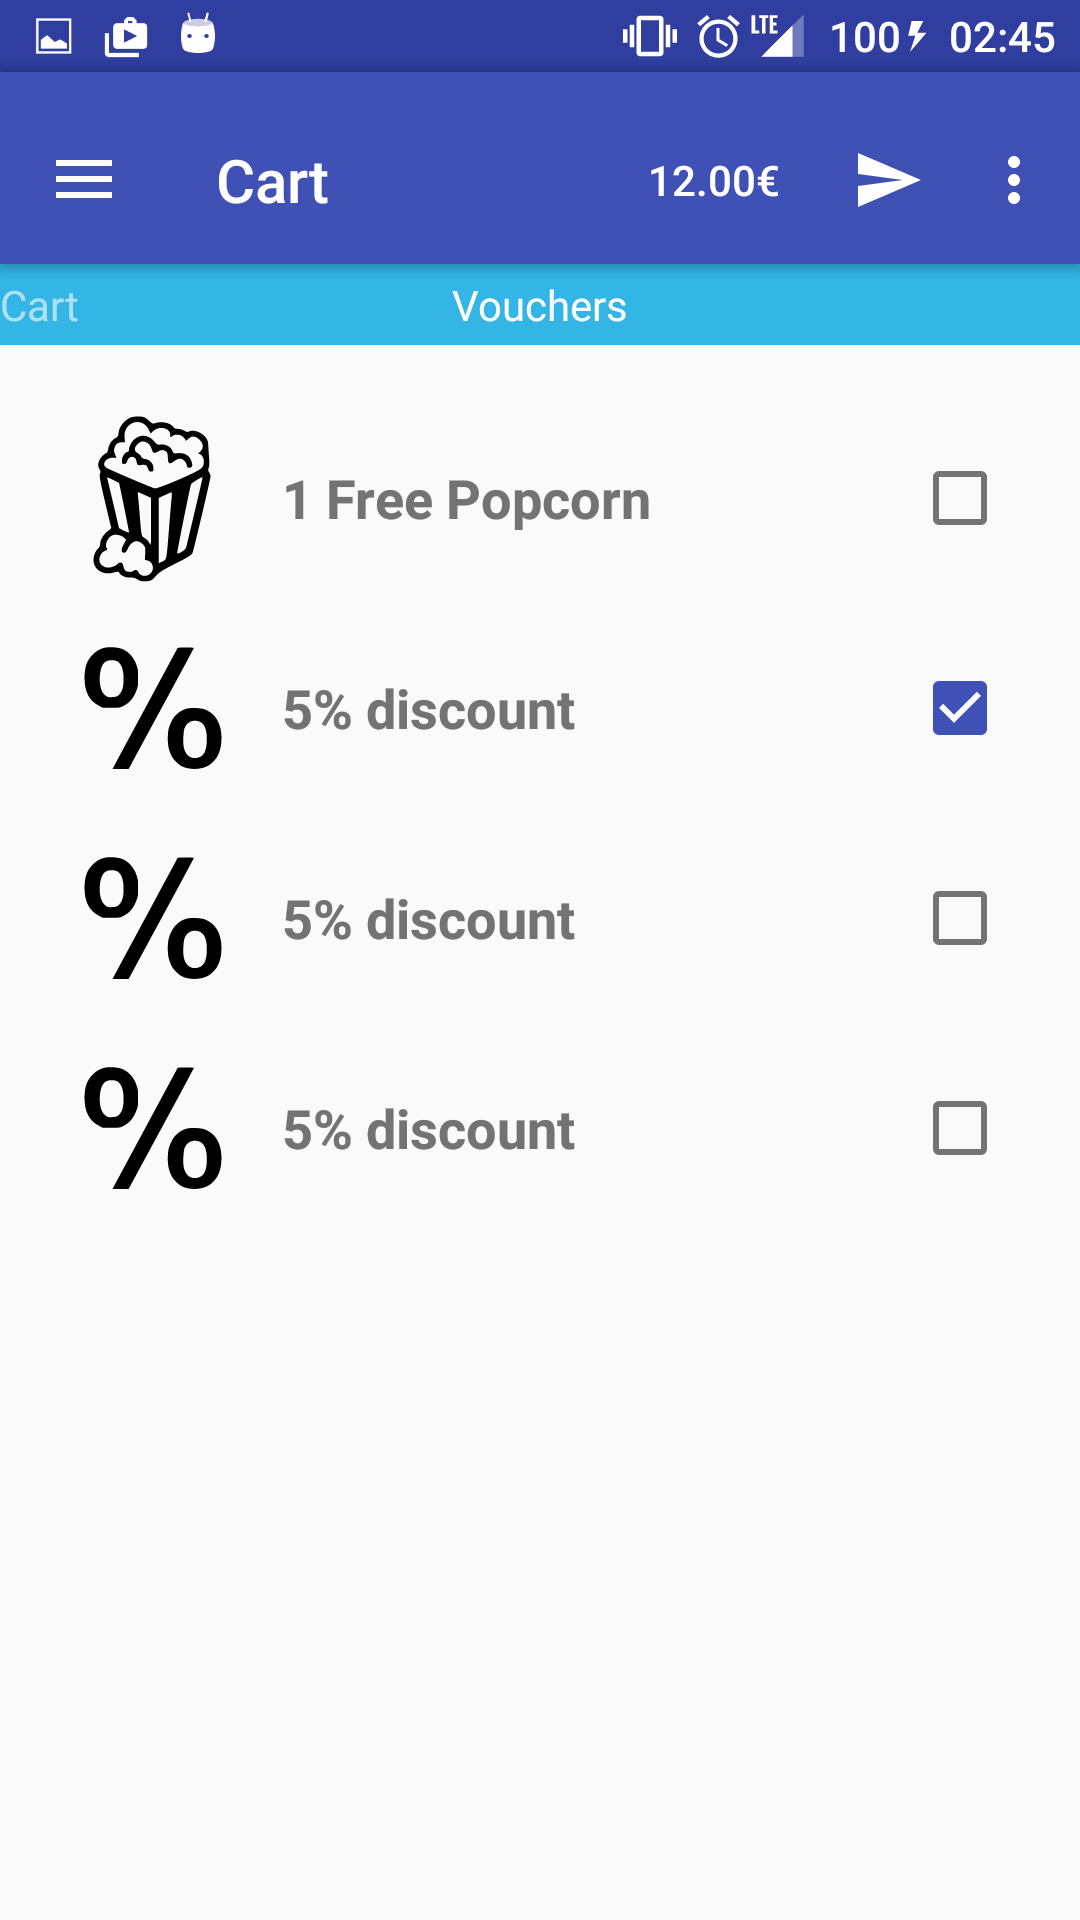 LTE 100 02:45
Cart 12.00€
Cart Vouchers
1 Free Popcorn
% 5% discount
% 5% discount
% 5% discount